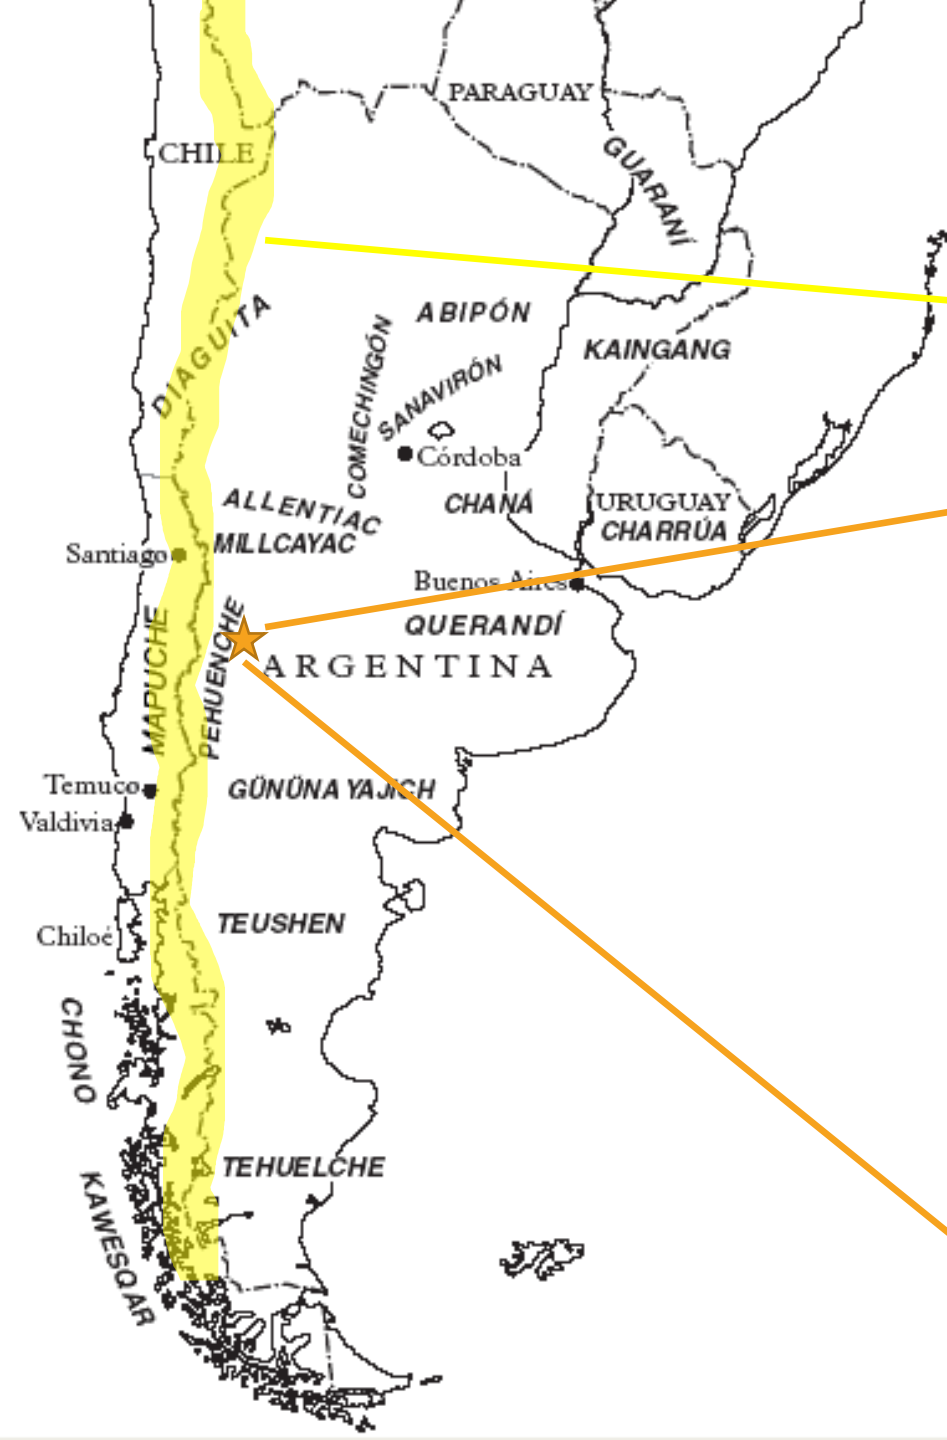 PARAGUAY
CHILE
GUARANÍ
DIAGUITA
ABIPÓN
KAINGANG
COMECHINGÓN
SANAVIRÓN
Córdoba
ALLENTIAC
CHANÁ
URUGUAY
CHARRÚA
MILLCAYAC
Santiago
Buenos Aires
QUERANDÍ
MAPUCHE
PEHUENCHE
ARGENTINA
Temuco
GÜNÜNA YAJICH
Valdivia
TEUSHEN
Chiloé
CHONO
TEHUELCHE
KAWESQAR